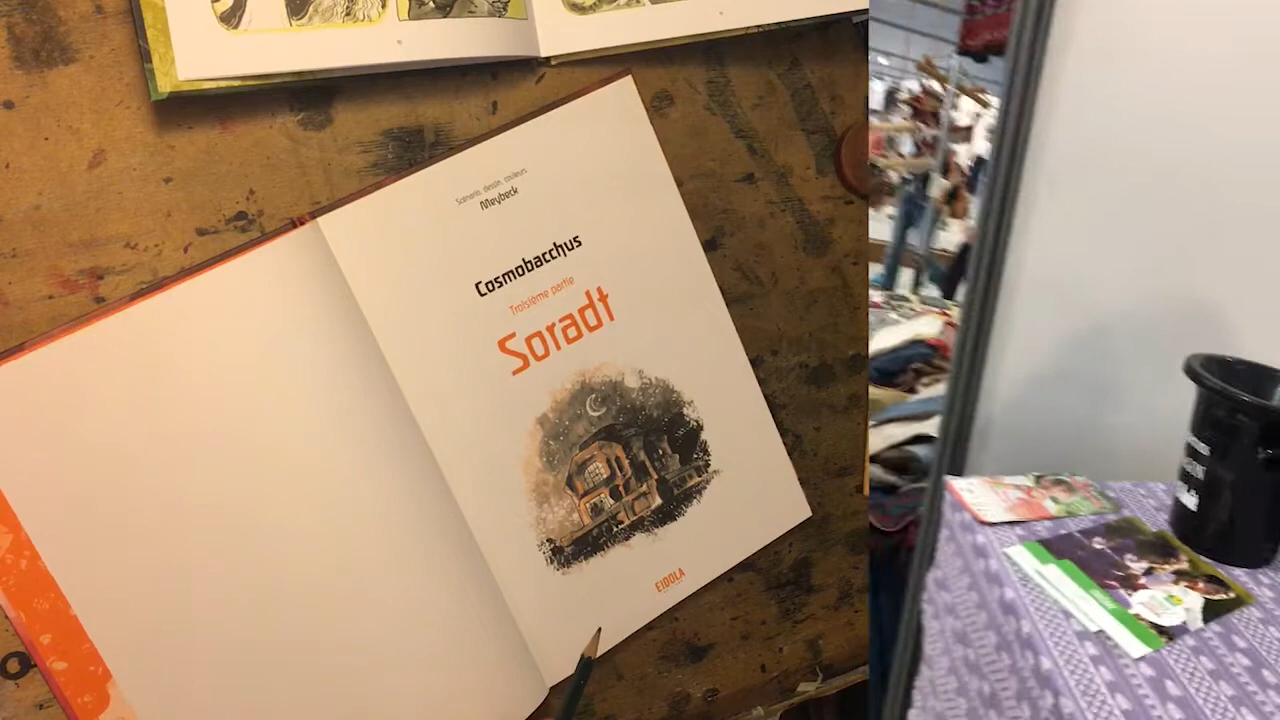 Scénario, dessin, couleurs
Meybeck
Cosmobacchus
Troisième partie
Soradt
EIDOLA